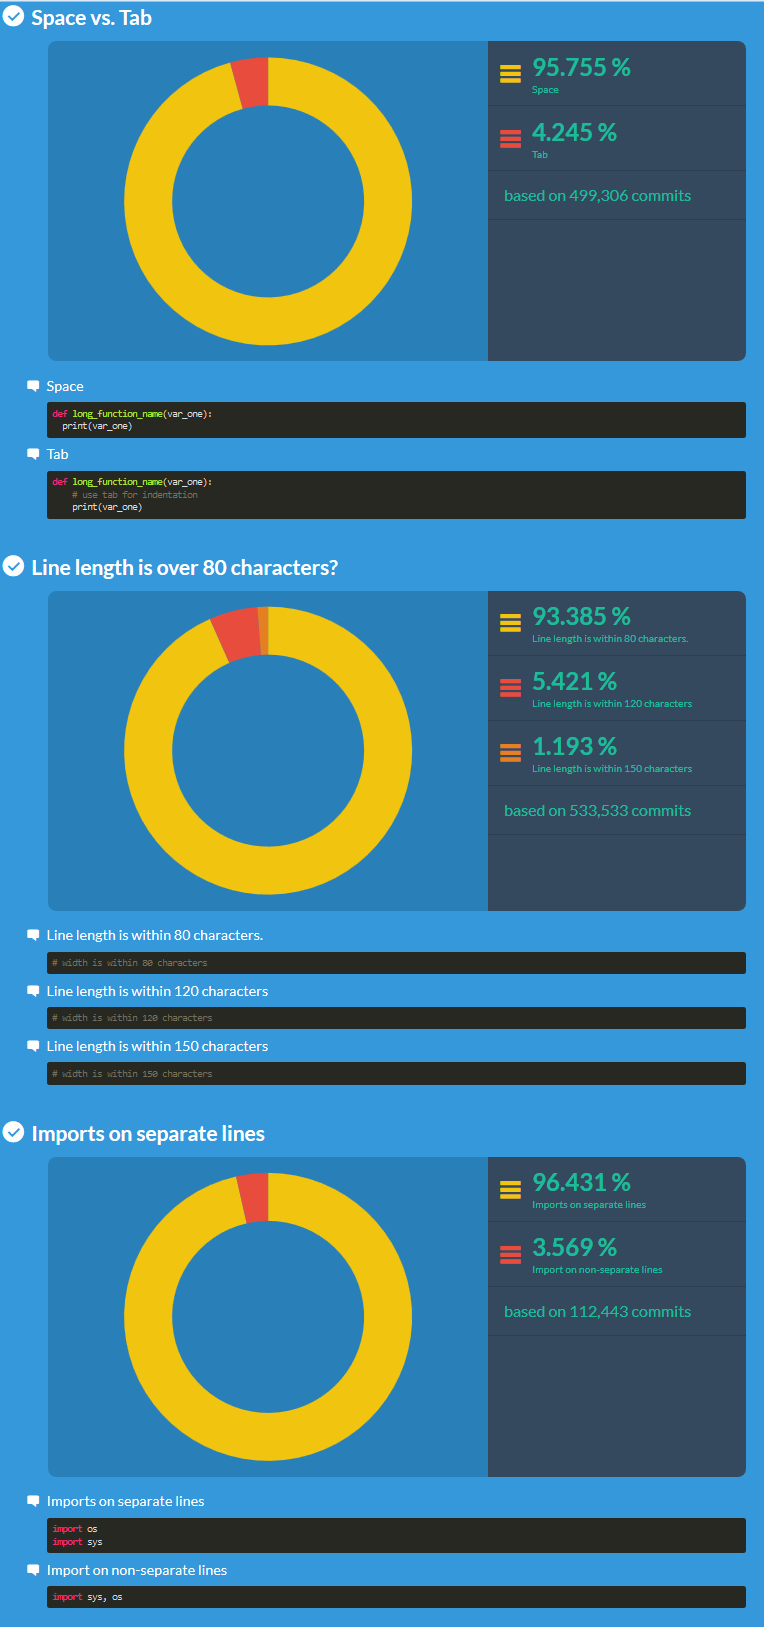 Space vs. Tab
95.755 %
Space
4.245 %
Tab
based on 499,306 commits
Space
def long_function_name(var_one):
  print(var_one)
Tab
def long_function_name(var_one):
    # use tab for indentation
    print(var_one)
Line length is over 80 characters?
93.385 %
Line length is within 80 characters.
5.421 %
Line length is within 120 characters
1.193 %
Line length is within 150 characters
based on 533,533 commits
Line length is within 80 characters.
# width is within 80 characters
Line length is within 120 characters
# width is within 120 characters
Line length is within 150 characters
# width is within 150 characters
Imports on separate lines
96.431 %
Imports on separate lines
3.569 %
Import on non-separate lines
based on 112,443 commits
Imports on separate lines
import os
import sys
Import on non-separate lines
import sys, os